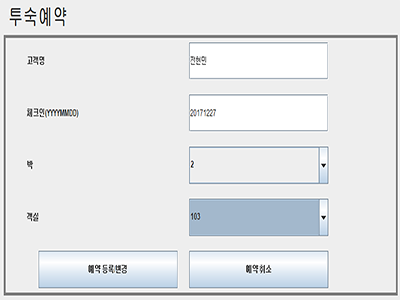 투숙예약
고객명 전현민
체크인(YYYYMMDD) 20171227
박 2
객실 103
예약 등록/변경 예약 취소